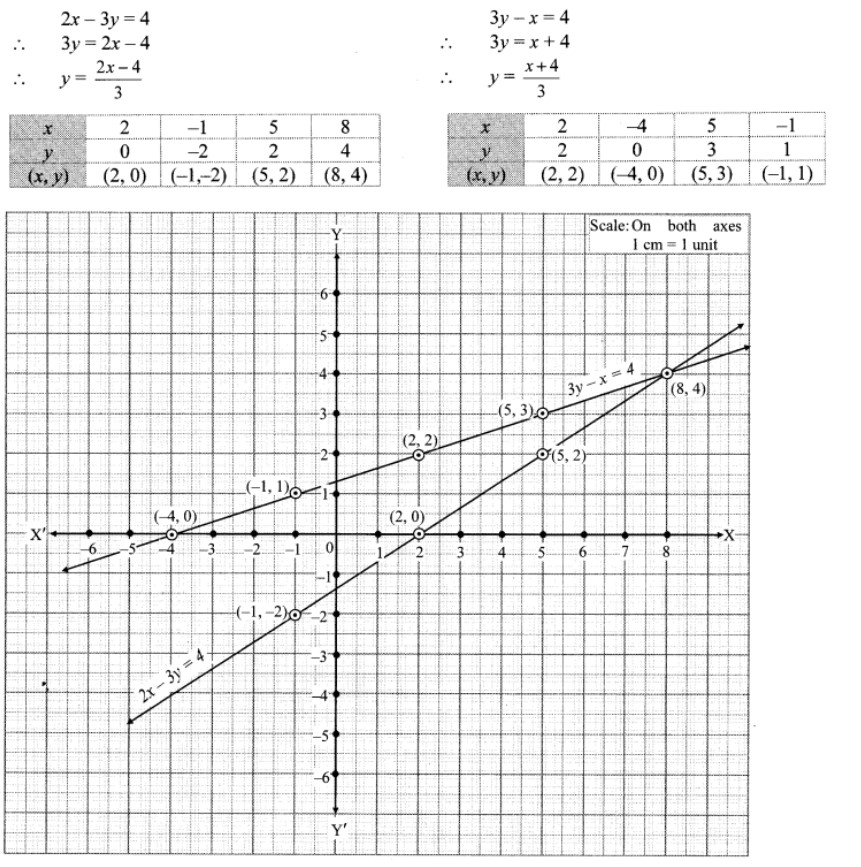 2x – 3y = 4
∴ 3y = 2x – 4
∴ y = \frac{2x – 4}{3}
x 2 –1 5 8
y 0 –2 2 4
(x, y) (2, 0) (–1,–2) (5, 2) (8, 4)
3y – x = 4
∴ 3y = x + 4
∴ y = \frac{x + 4}{3}
x 2 –4 5 –1
y 2 0 3 1
(x, y) (2, 2) (–4, 0) (5, 3) (–1, 1)
Scale: On both axes
1 cm = 1 unit
Y
6
5
4
3y – x = 4
(8, 4)
(5, 3)
3
(2, 2)
2
(5, 2)
(–1, 1)
1
(–4, 0)
(2, 0)
X′
X
–6 –5 –4 –3 –2 –1 0 1 2 3 4 5 6 7 8
–1
(–1, –2)
–2
–3
2x – 3y = 4
–4
–5
–6
Y′